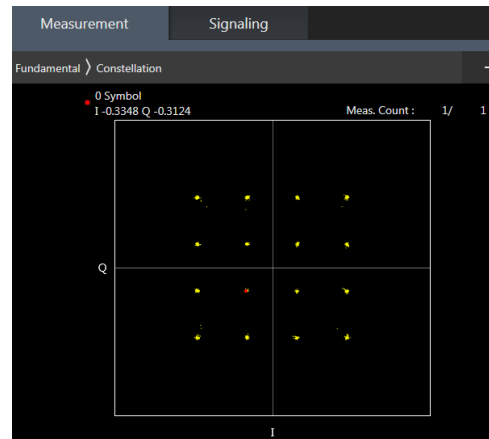 Measurement Signaling
Fundamental 〉 Constellation
0 Symbol
I -0.3348 Q -0.3124 Meas. Count : 1/ 1
Q
I